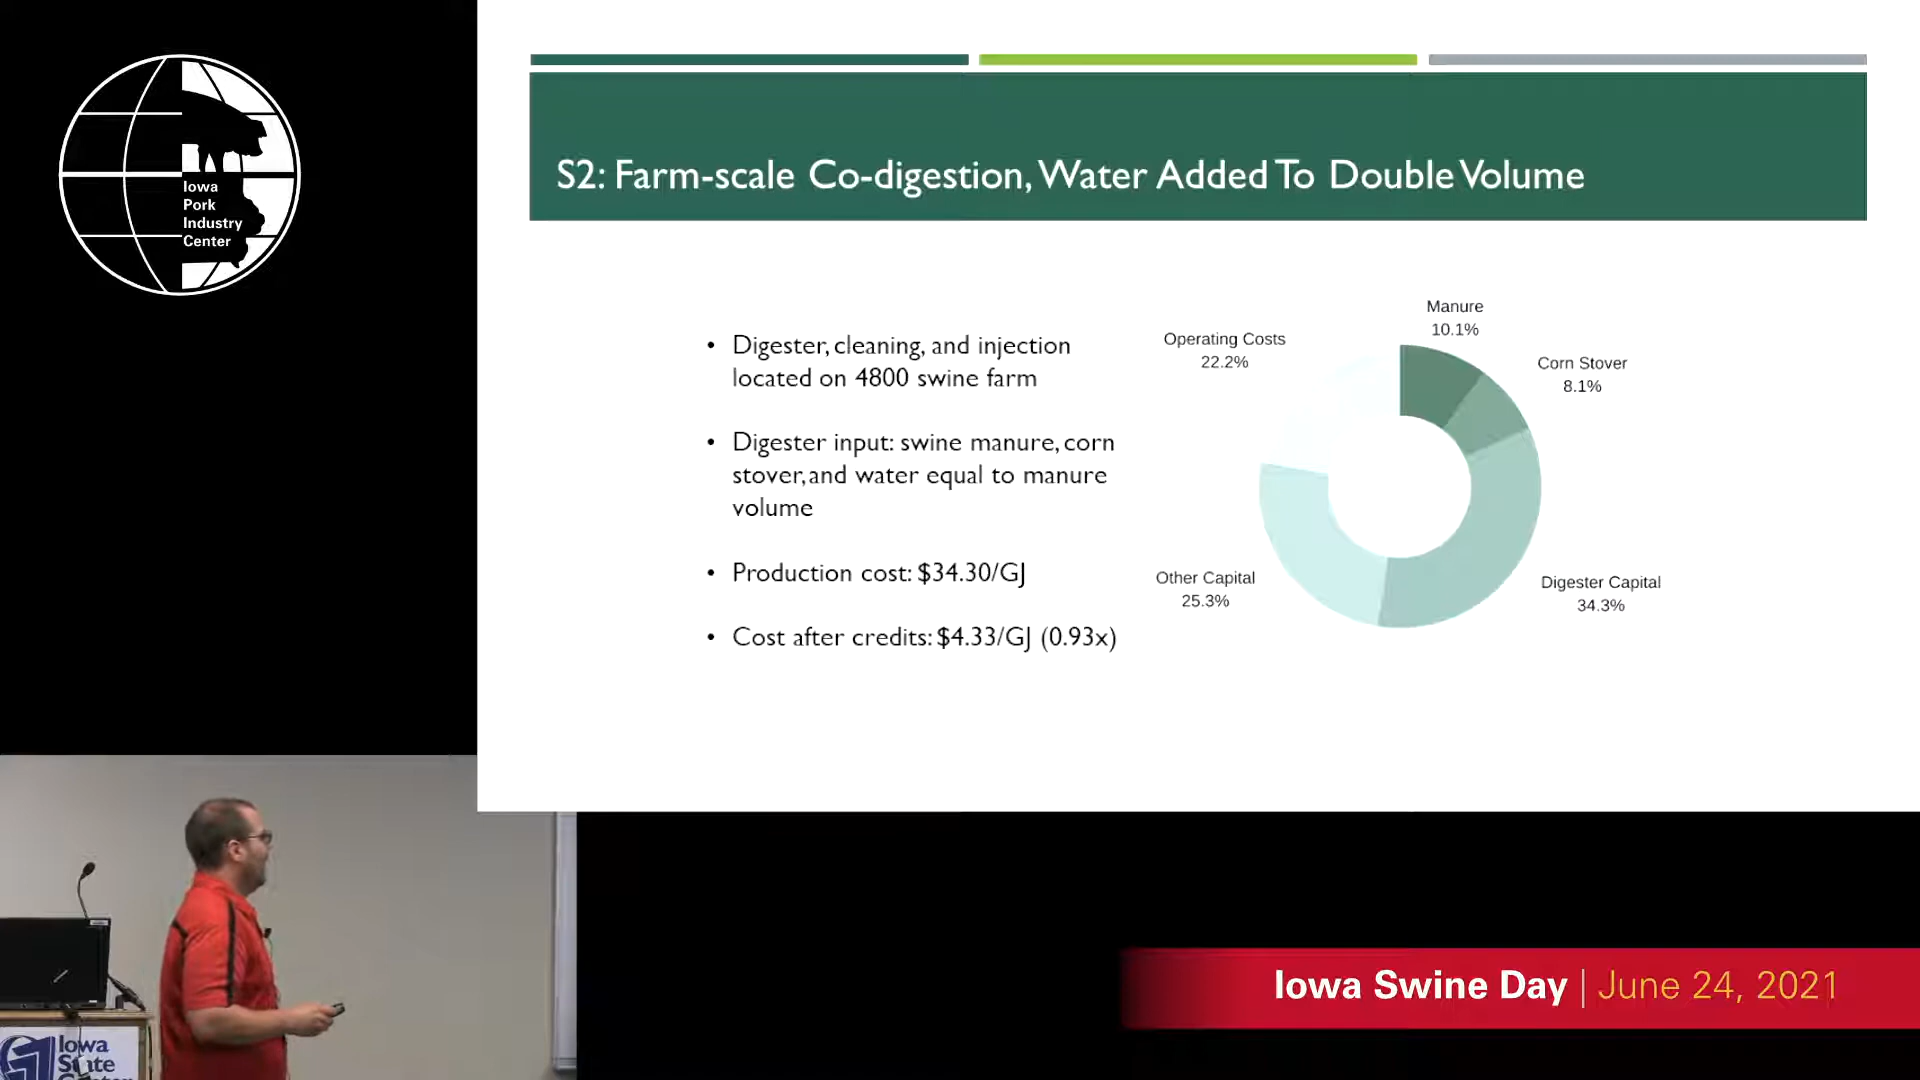 Iowa
Pork
Industry
Center
S2: Farm-scale Co-digestion, Water Added To Double Volume
• Digester, cleaning, and injection
located on 4800 swine farm
• Digester input: swine manure, corn
stover, and water equal to manure
volume
• Production cost: $34.30/GJ
• Cost after credits: $4.33/GJ (0.93x)
Manure
10.1%
Operating Costs
22.2%
Corn Stover
8.1%
Other Capital
25.3%
Digester Capital
34.3%
Iowa
State
Iowa Swine Day | June 24, 2021